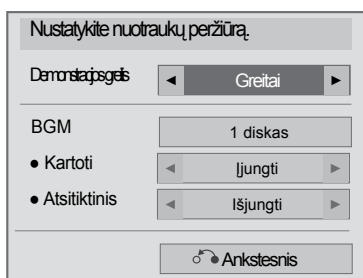 Nustatykite nuotraukų peržiūrą.
Demonstracijos greitis ◄ Greitai ►
BGM 1 diskas
● Kartoti ◄ Įjungti ►
● Atsitiktinis ◄ Išjungti ►
Ankstesnis